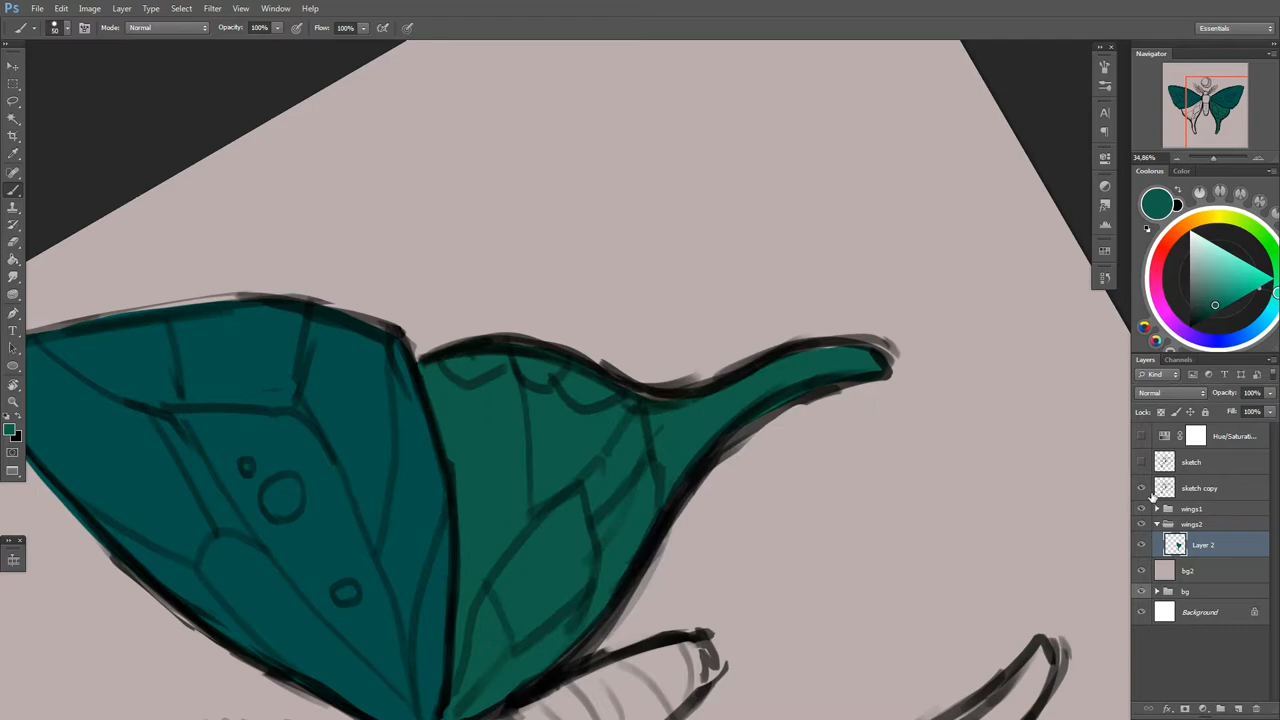 Ps File Edit Image Layer Type Select Filter View Window Help
50 Mode: Normal Opacity: 100% Flow: 100% Essentials
Navigator
34,86%
Coolorus Color
Layers Channels
Kind
Normal Opacity: 100%
Lock: Fill: 100%
Hue/Saturati...
sketch
sketch copy
wings1
wings2
Layer 2
bg2
bg
Background